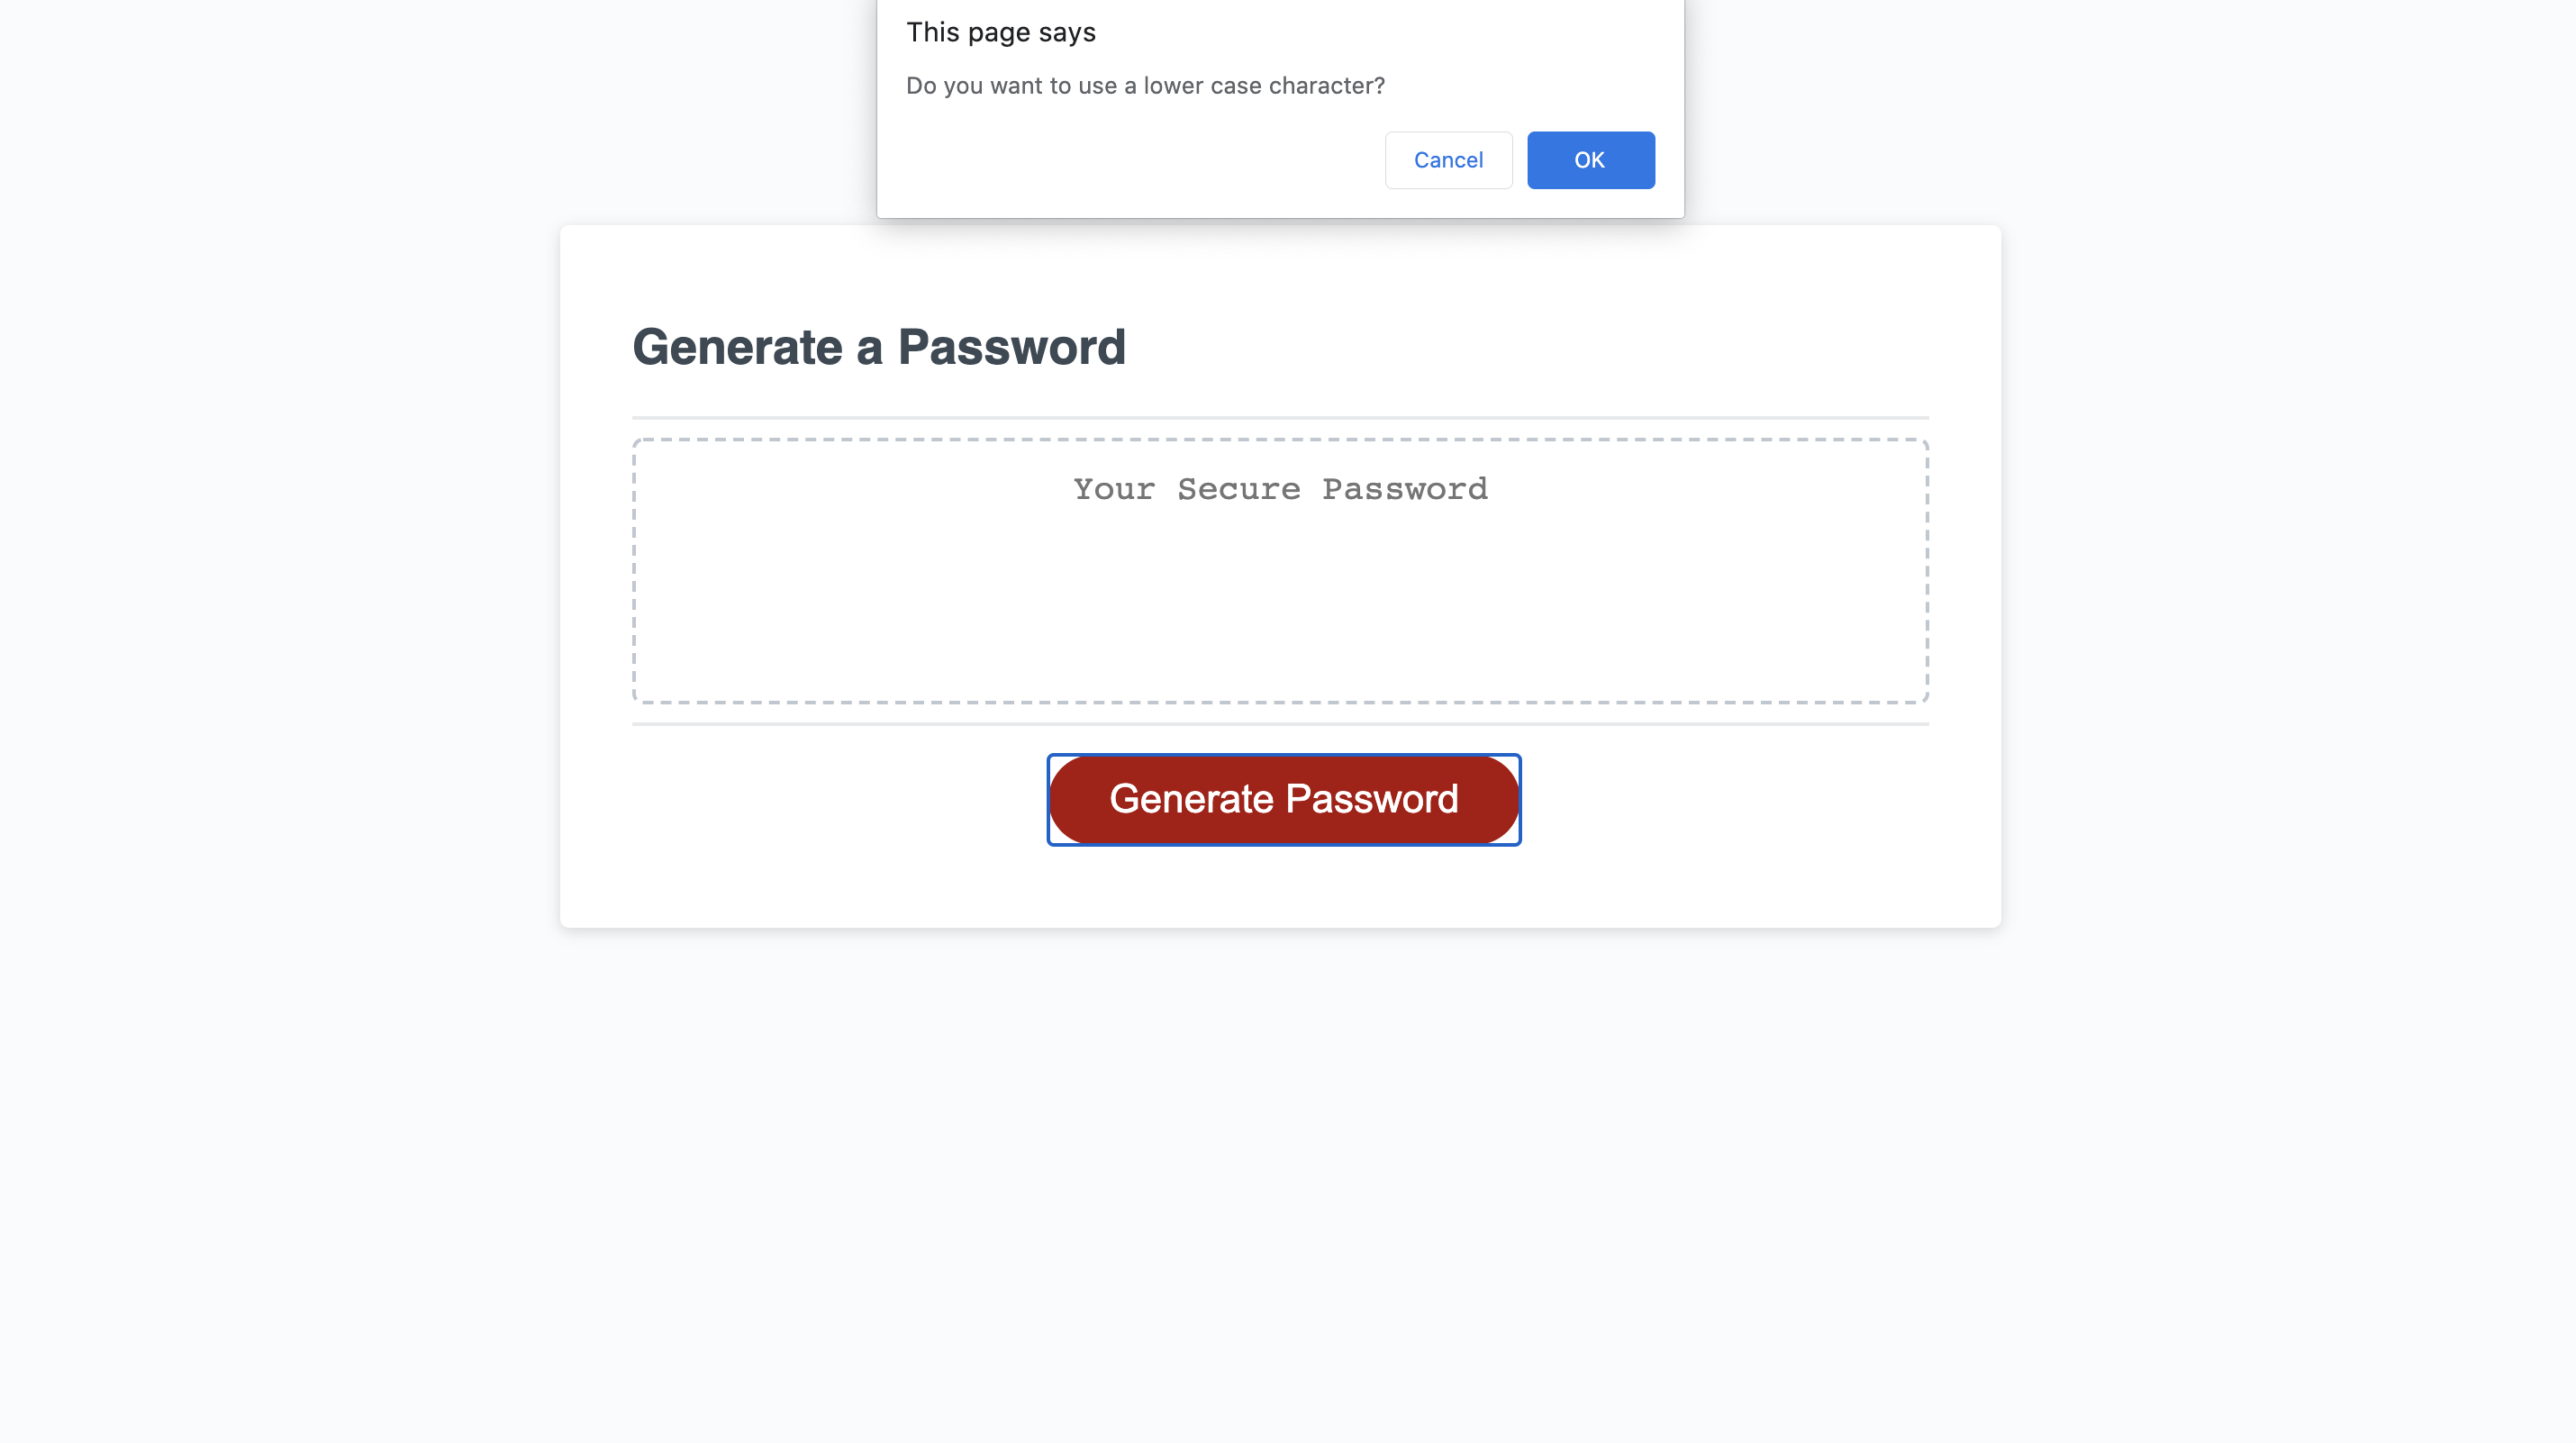 This page says
Do you want to use a lower case character?
Cancel OK
Generate a Password
Your Secure Password
Generate Password